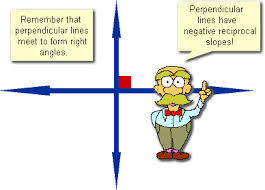 Remember that
perpendicular lines
meet to form right
angles.
Perpendicular
lines have
negative reciprocal
slopes!